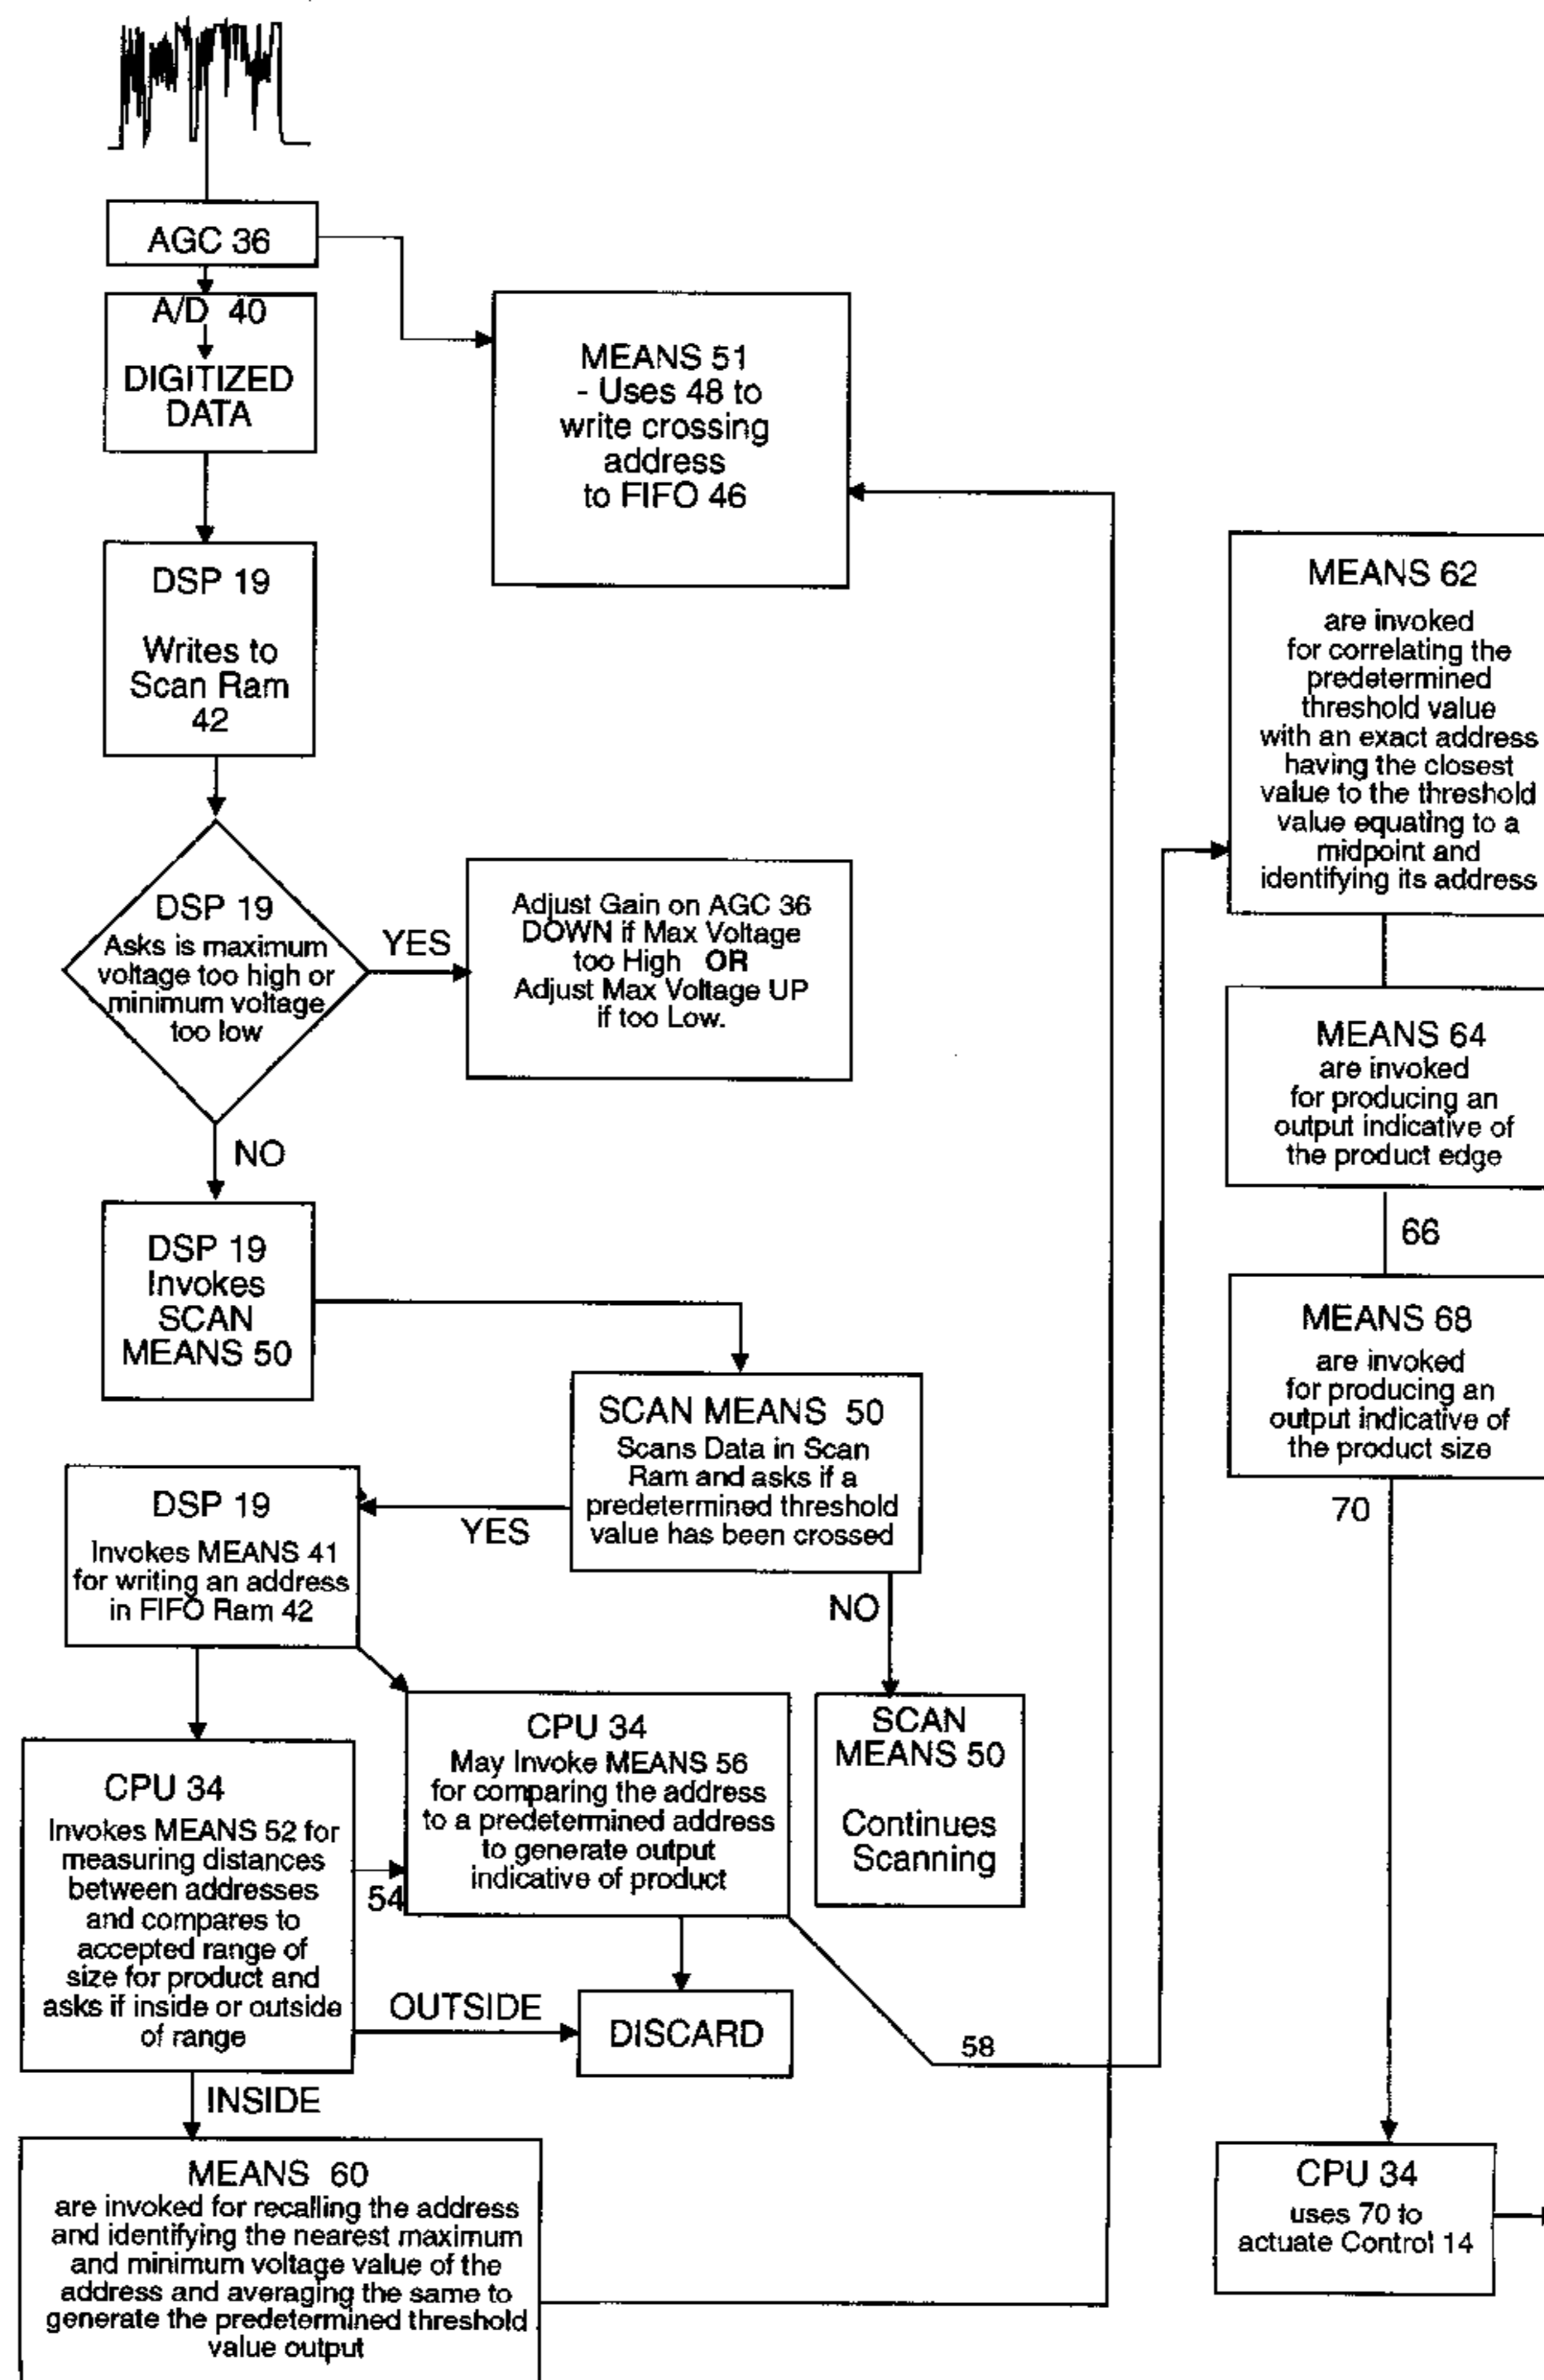 AGC 36
A/D 40
DIGITIZED
DATA
MEANS 51
- Uses 48 to
write crossing
address
to FIFO 46
DSP 19
Writes to
Scan Ram
42
DSP 19
Asks is maximum
voltage too high or
minimum voltage
too low
YES
Adjust Gain on AGC 36
DOWN if Max Voltage
too High OR
Adjust Max Voltage UP
if too Low.
NO
DSP 19
Invokes
SCAN
MEANS 50
SCAN MEANS 50
Scans Data in Scan
Ram and asks if a
predetermined threshold
value has been crossed
YES
NO
DSP 19
Invokes MEANS 41
for writing an address
in FIFO Ram 42
SCAN
MEANS 50
Continues
Scanning
CPU 34
May Invoke MEANS 56
for comparing the address
to a predetermined address
to generate output
indicative of product
CPU 34
Invokes MEANS 52 for
measuring distances
between addresses
and compares to
accepted range of
size for product and
asks if inside or outside
of range
54
OUTSIDE
DISCARD
58
INSIDE
MEANS 60
are invoked for recalling the address
and identifying the nearest maximum
and minimum voltage value of the
address and averaging the same to
generate the predetermined threshold
value output
MEANS 62
are invoked
for correlating the
predetermined
threshold value
with an exact address
having the closest
value to the threshold
value equating to a
midpoint and
identifying its address
MEANS 64
are invoked
for producing an
output indicative of
the product edge
66
MEANS 68
are invoked
for producing an
output indicative of
the product size
70
CPU 34
uses 70 to
actuate Control 14